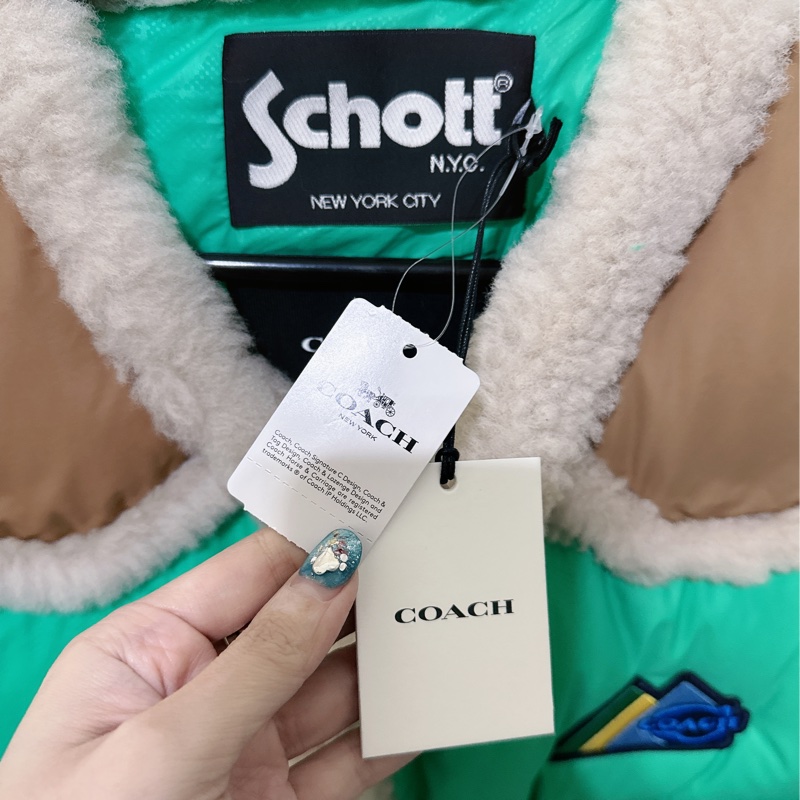 Schott®
N.Y.C.
NEW YORK CITY
C
COACH
NEW YORK
Coach, Coach Signature C Design, Coach &
Tag Design, Coach & Lozenge Design and
Coach, Horse & Carriage are registered
trademarks ® of Coach IP Holdings LLC.
COACH
COACH